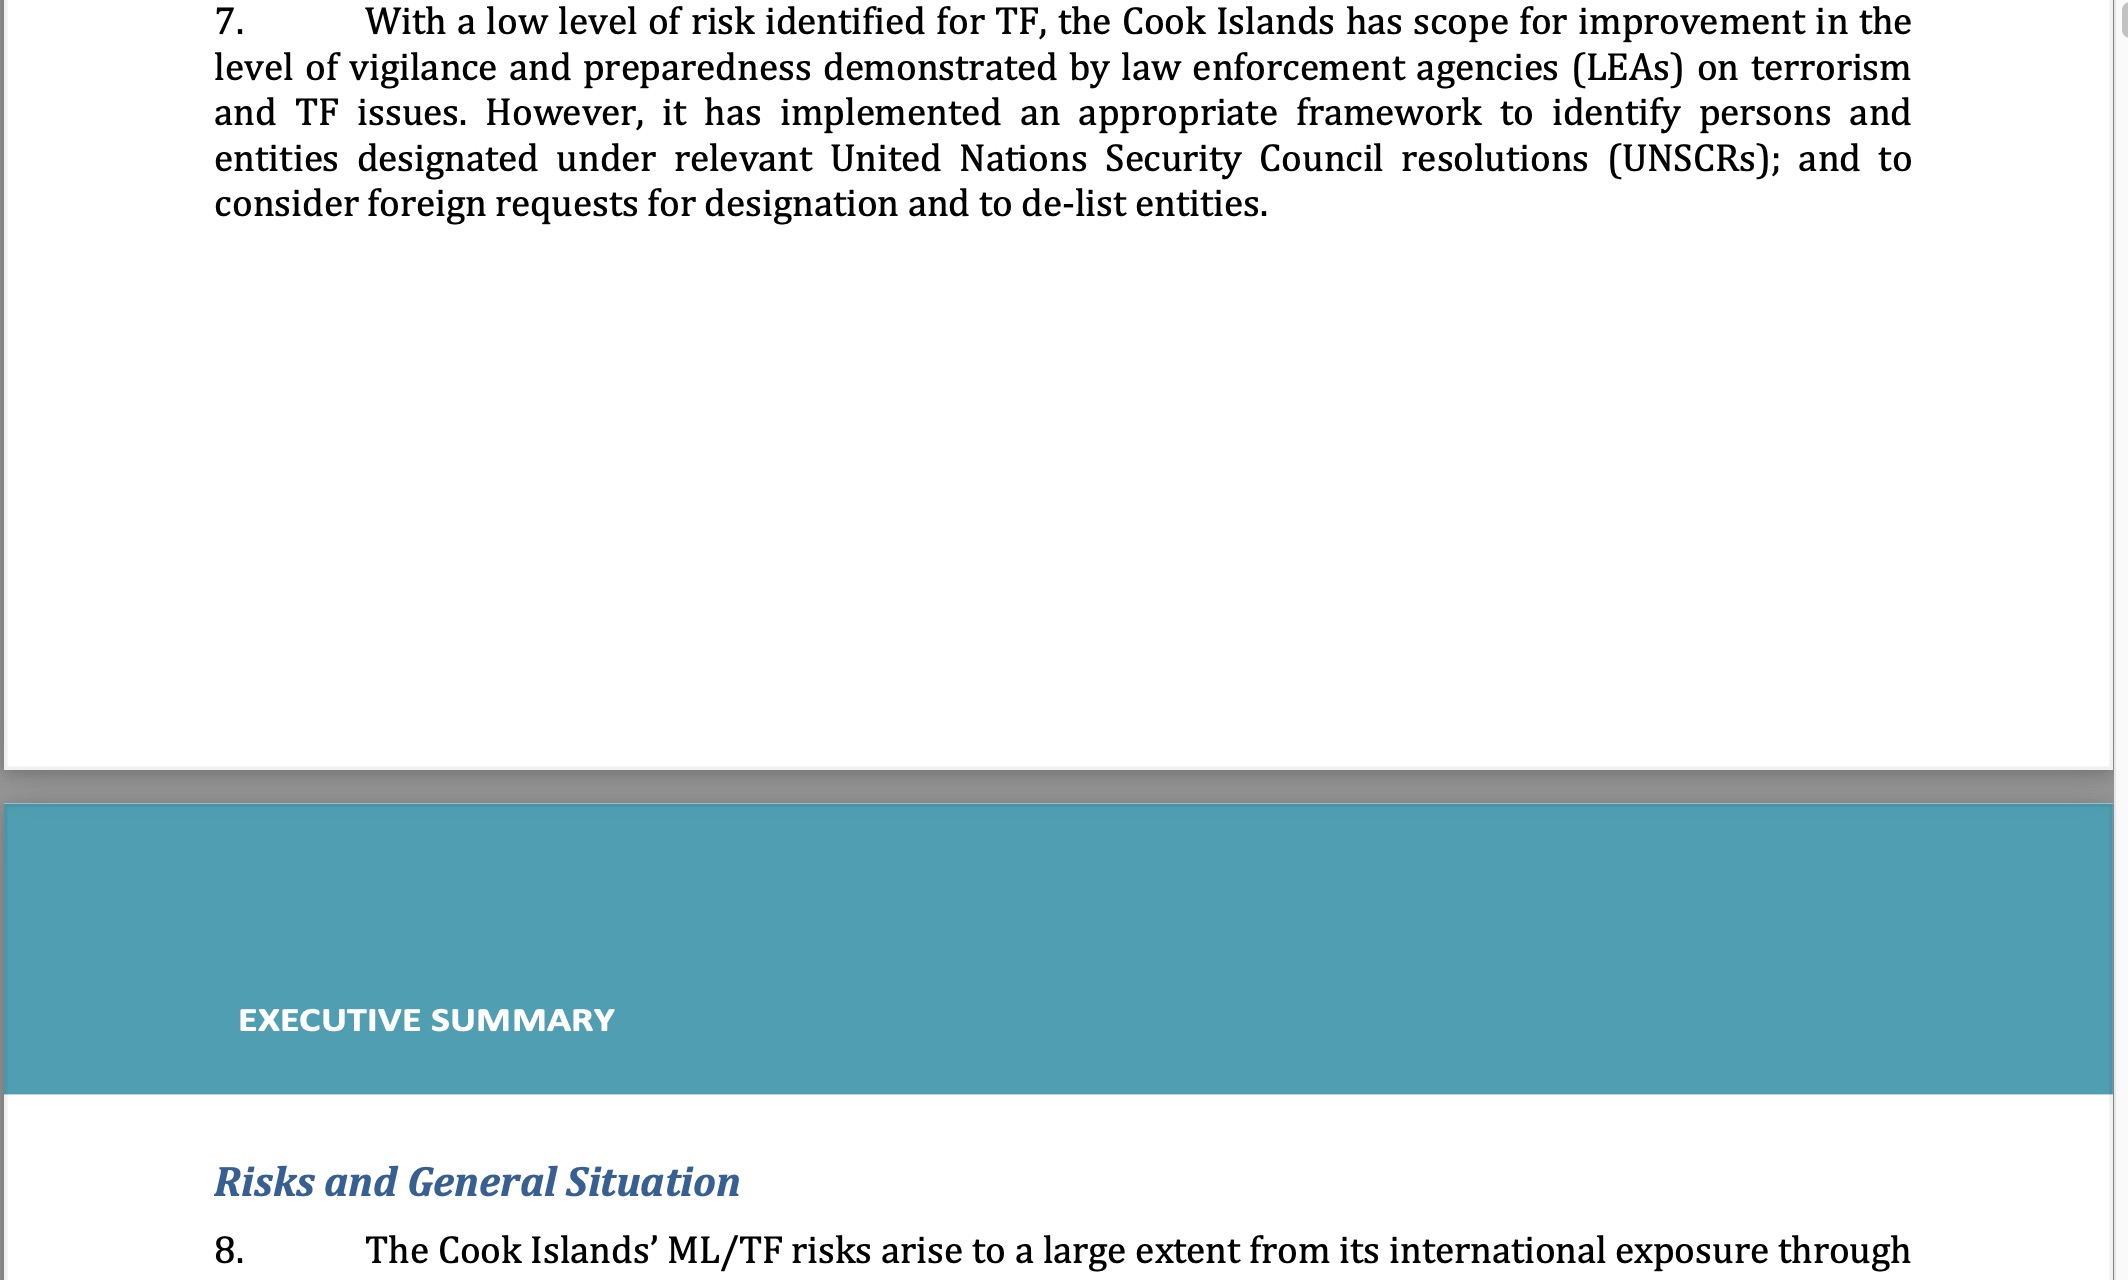 7. With a low level of risk identified for TF, the Cook Islands has scope for improvement in the
level of vigilance and preparedness demonstrated by law enforcement agencies (LEAs) on terrorism
and TF issues. However, it has implemented an appropriate framework to identify persons and
entities designated under relevant United Nations Security Council resolutions (UNSCRs); and to
consider foreign requests for designation and to de-list entities.
EXECUTIVE SUMMARY
Risks and General Situation
8. The Cook Islands’ ML/TF risks arise to a large extent from its international exposure through